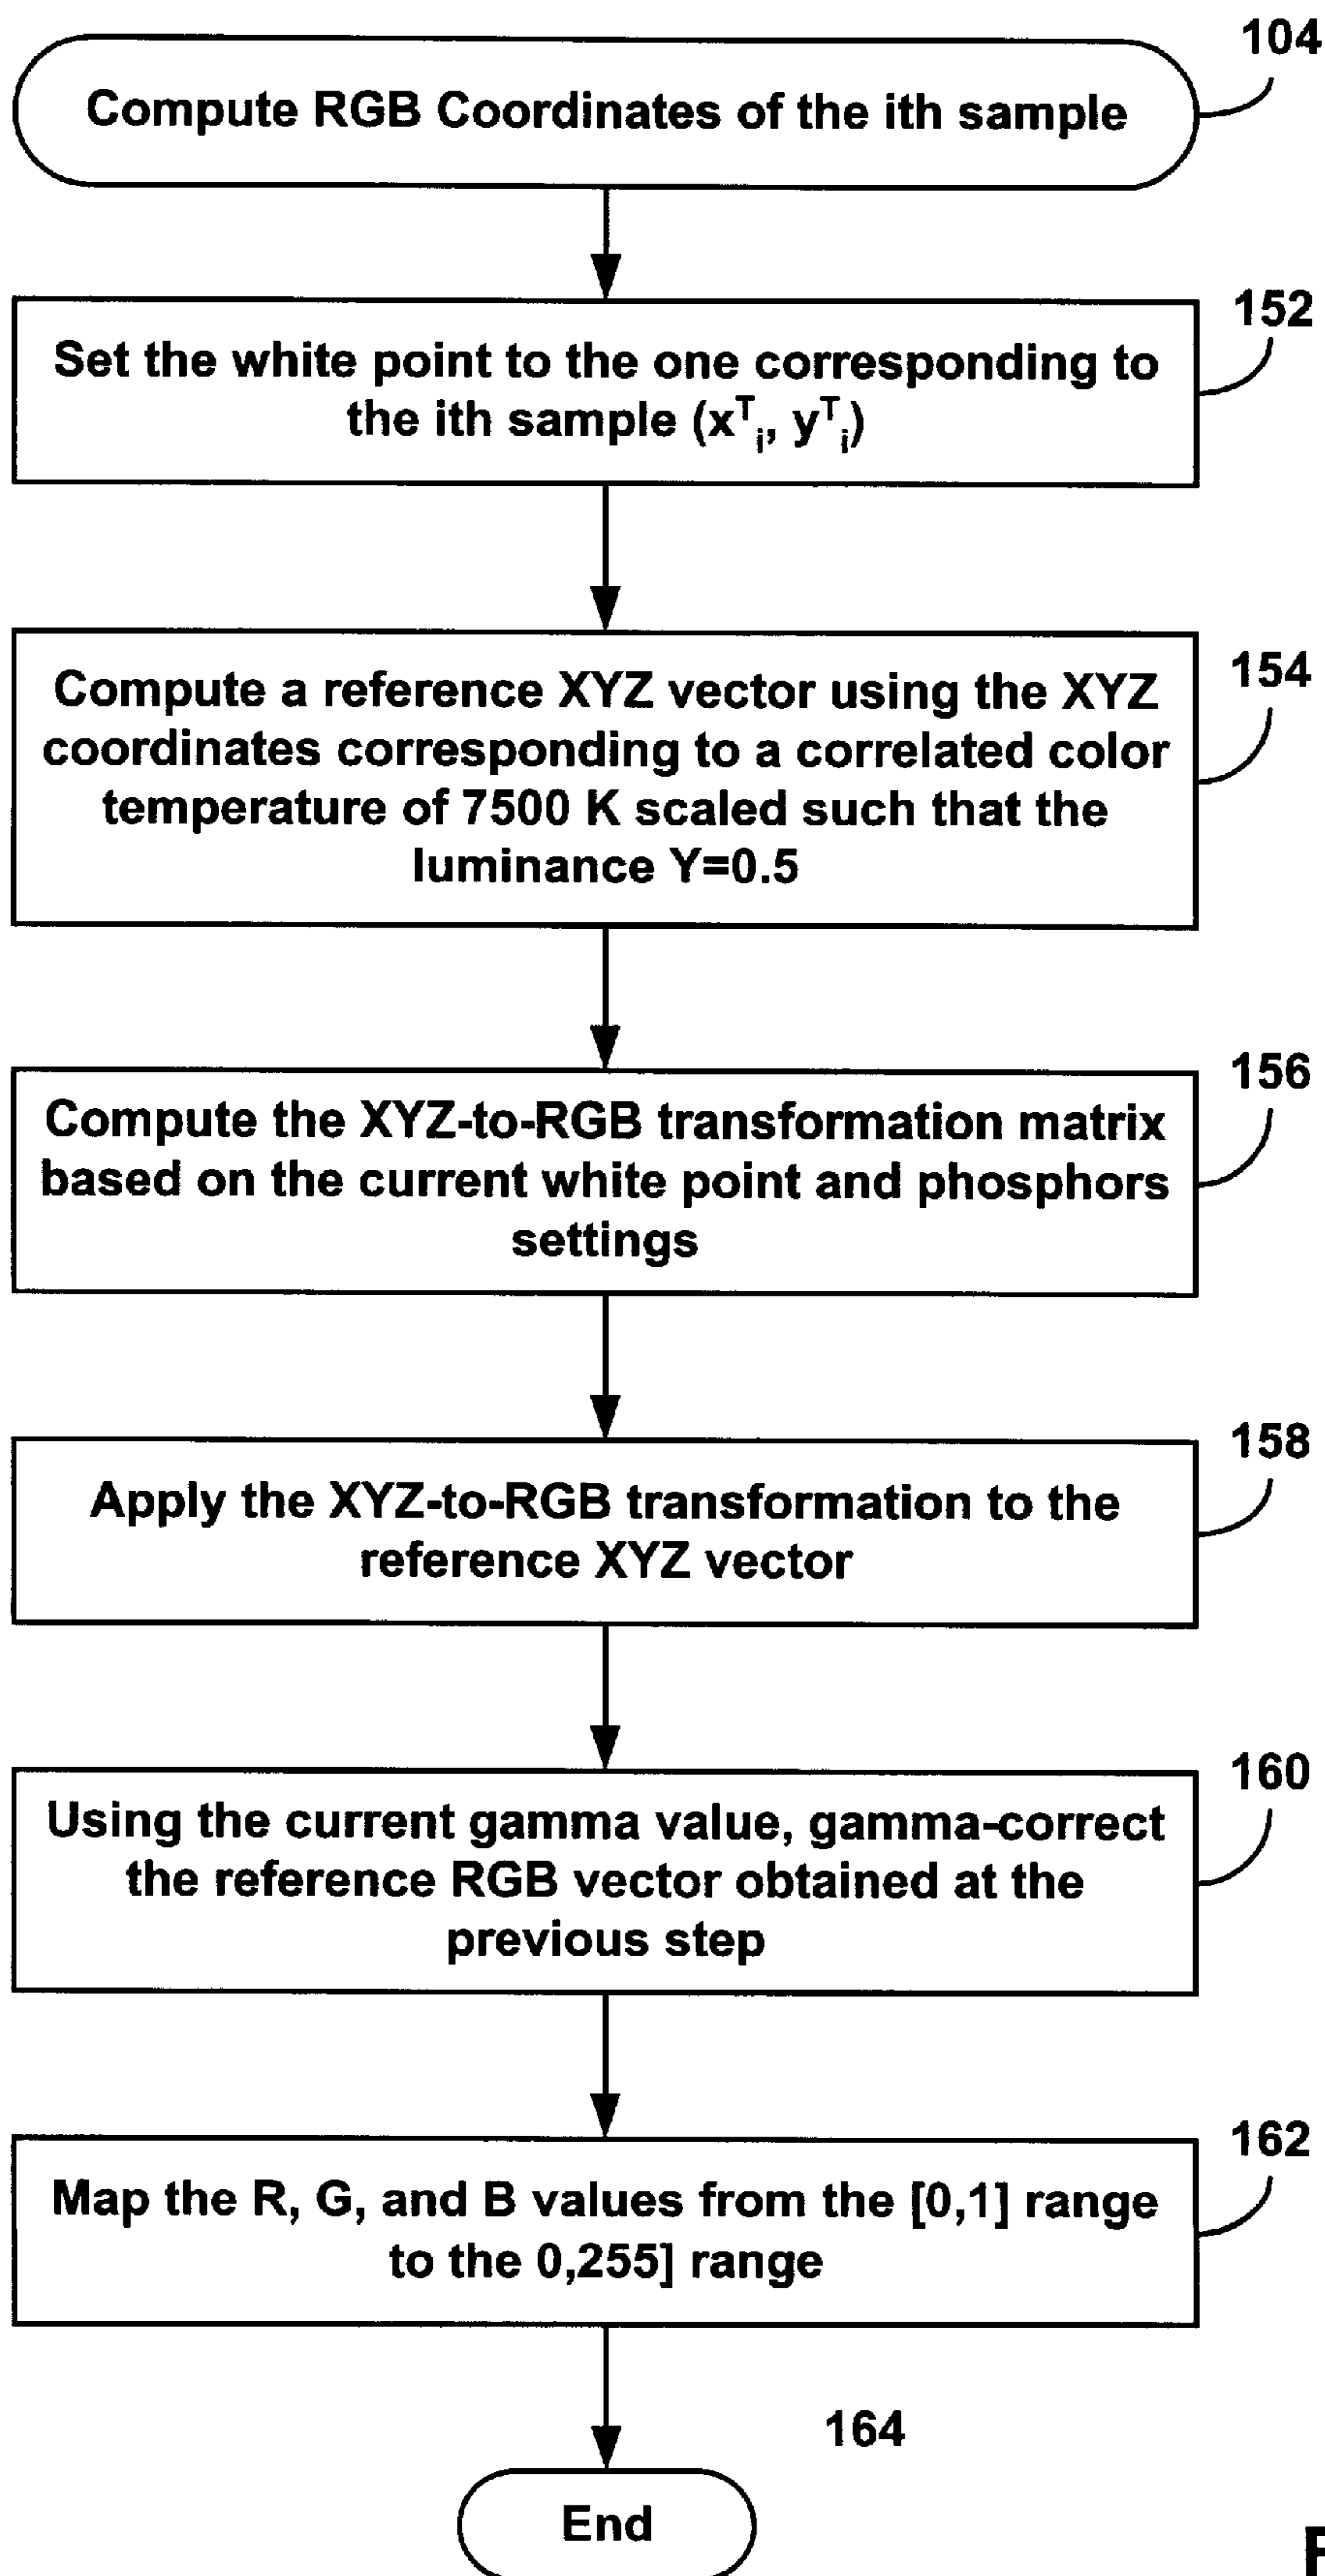 104
Compute RGB Coordinates of the ith sample
152
Set the white point to the one corresponding to
the ith sample (xᵀᵢ, yᵀᵢ)
154
Compute a reference XYZ vector using the XYZ
coordinates corresponding to a correlated color
temperature of 7500 K scaled such that the
luminance Y=0.5
156
Compute the XYZ-to-RGB transformation matrix
based on the current white point and phosphors
settings
158
Apply the XYZ-to-RGB transformation to the
reference XYZ vector
160
Using the current gamma value, gamma-correct
the reference RGB vector obtained at the
previous step
162
Map the R, G, and B values from the [0,1] range
to the 0,255] range
164
End